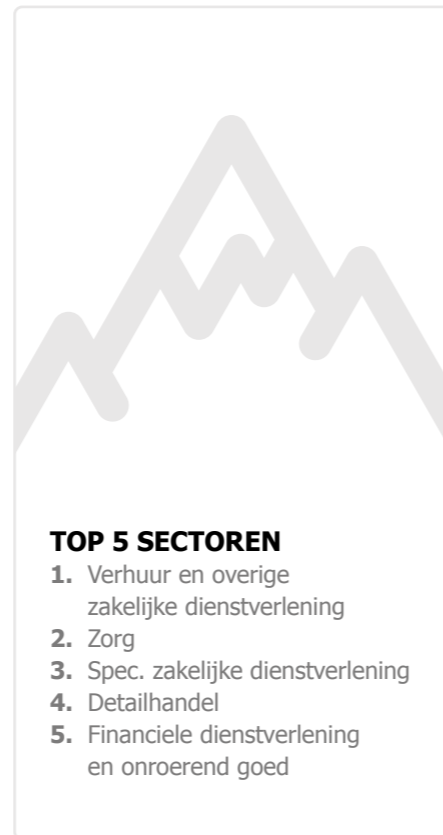 TOP 5 SECTOREN
1. Verhuur en overige
zakelijke dienstverlening
2. Zorg
3. Spec. zakelijke dienstverlening
4. Detailhandel
5. Financiele dienstverlening
en onroerend goed